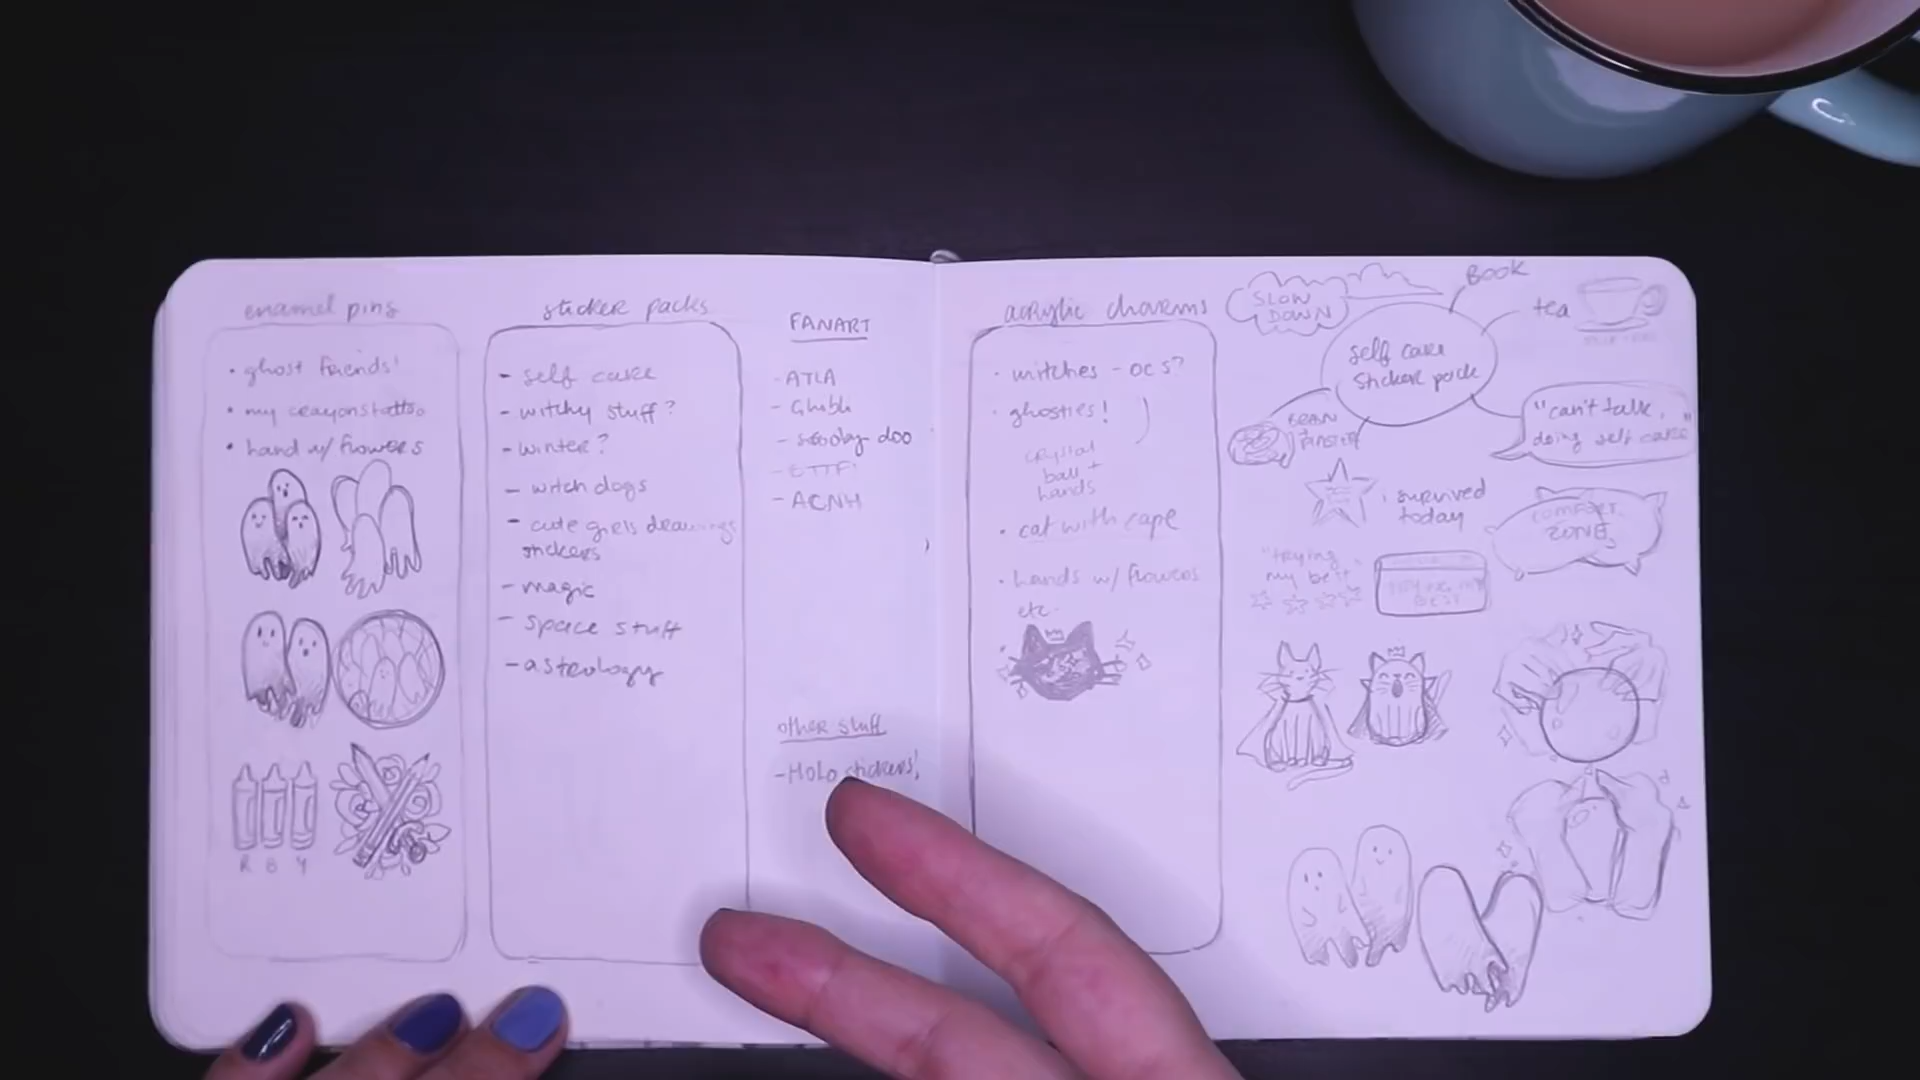 enamel pins
• ghost friends!
• my crayons tattoo
• hand w/ flowers
R B Y
sticker packs
- self care
- witchy stuff?
- winter?
- witch dogs
- cute girls drawings
stickers
- magic
- space stuff
- astrology
FANART
- ATLA
- Ghibli
- scooby doo
- BTTF!
- ACNH
other stuff
- Holo stickers!
acrylic charms
• witches - ocs?
• ghosties!
crystal
ball +
hands
• cat with cape
• hands w/ flowers
etc.
SLOW
DOWN
BOOK
tea
self care
sticker pack
"can't talk,
doing self care"
i survived
today
COMFORT
ZONE
"trying
my best"
TRYING MY
BEST